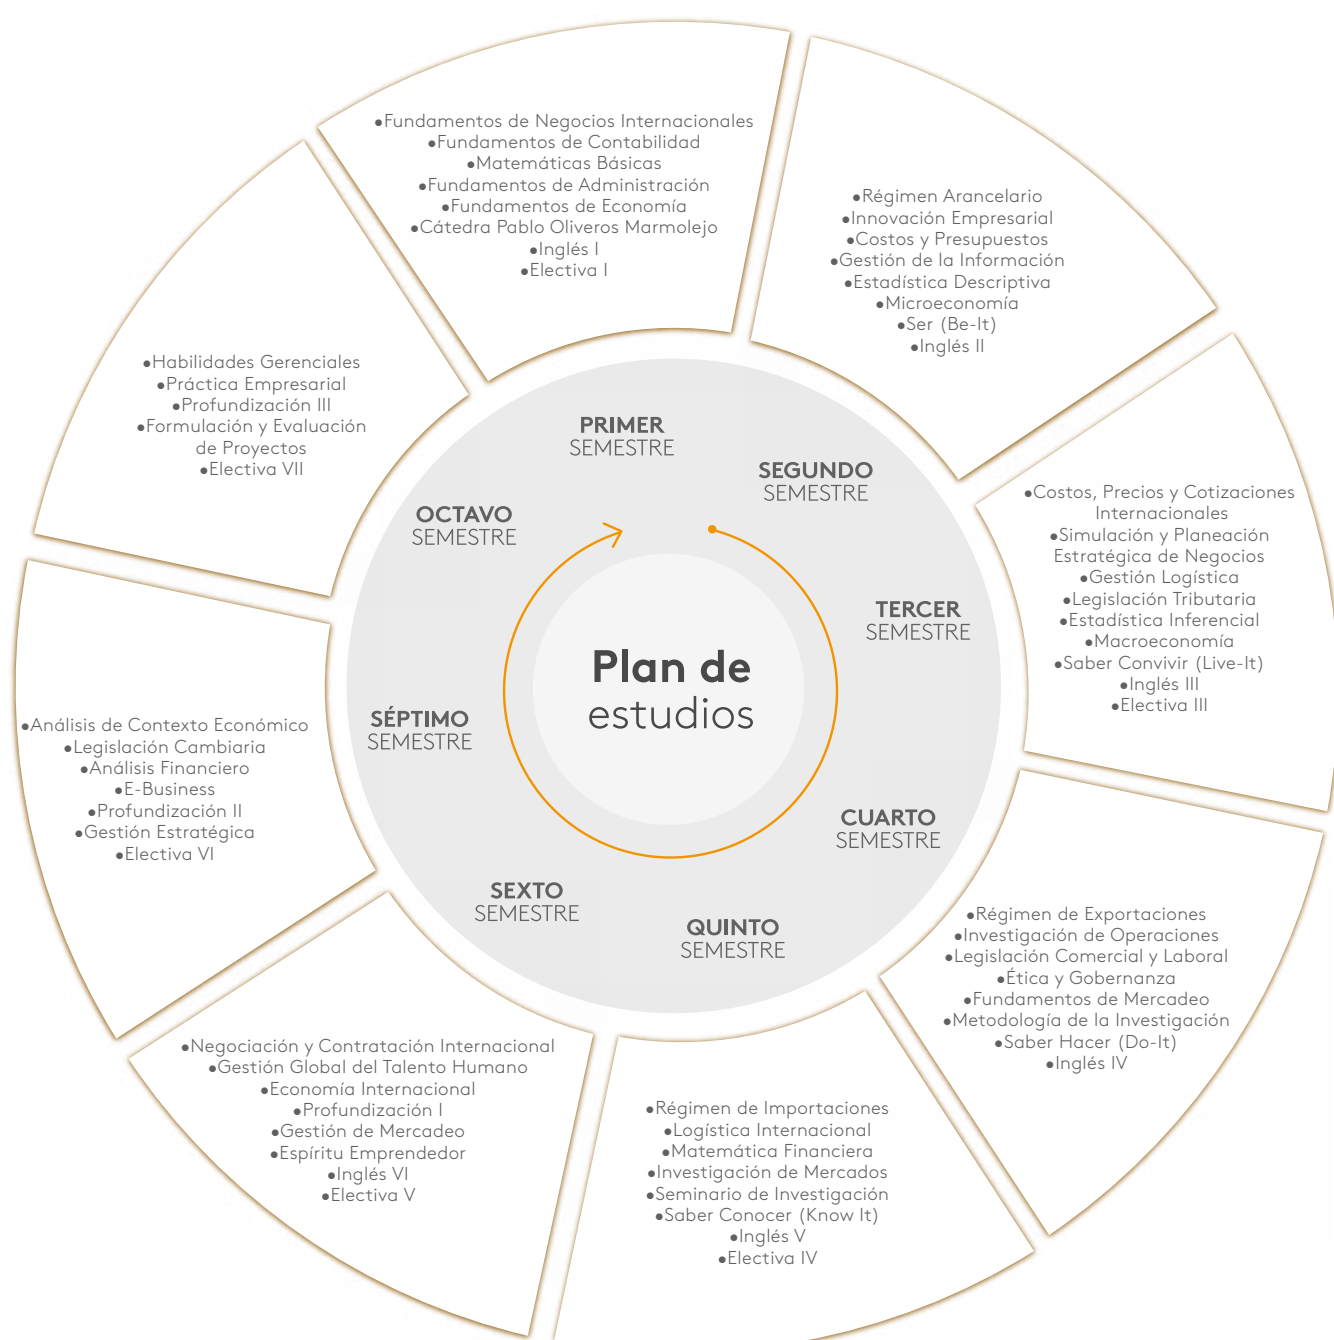 Plan de
estudios
PRIMER
SEMESTRE
●Fundamentos de Negocios Internacionales
●Fundamentos de Contabilidad
●Matemáticas Básicas
●Fundamentos de Administración
●Fundamentos de Economía
●Cátedra Pablo Oliveros Marmolejo
●Inglés I
●Electiva I
SEGUNDO
SEMESTRE
●Régimen Arancelario
●Innovación Empresarial
●Costos y Presupuestos
●Gestión de la Información
●Estadística Descriptiva
●Microeconomía
●Ser (Be-It)
●Inglés II
TERCER
SEMESTRE
●Costos, Precios y Cotizaciones
Internacionales
●Simulación y Planeación
Estratégica de Negocios
●Gestión Logística
●Legislación Tributaria
●Estadística Inferencial
●Macroeconomía
●Saber Convivir (Live-It)
●Inglés III
●Electiva III
CUARTO
SEMESTRE
●Régimen de Exportaciones
●Investigación de Operaciones
●Legislación Comercial y Laboral
●Ética y Gobernanza
●Fundamentos de Mercadeo
●Metodología de la Investigación
●Saber Hacer (Do-It)
●Inglés IV
QUINTO
SEMESTRE
●Régimen de Importaciones
●Logística Internacional
●Matemática Financiera
●Investigación de Mercados
●Seminario de Investigación
●Saber Conocer (Know It)
●Inglés V
●Electiva IV
SEXTO
SEMESTRE
●Negociación y Contratación Internacional
●Gestión Global del Talento Humano
●Economía Internacional
●Profundización I
●Gestión de Mercadeo
●Espíritu Emprendedor
●Inglés VI
●Electiva V
SÉPTIMO
SEMESTRE
●Análisis de Contexto Económico
●Legislación Cambiaria
●Análisis Financiero
●E-Business
●Profundización II
●Gestión Estratégica
●Electiva VI
OCTAVO
SEMESTRE
●Habilidades Gerenciales
●Práctica Empresarial
●Profundización III
●Formulación y Evaluación
de Proyectos
●Electiva VII